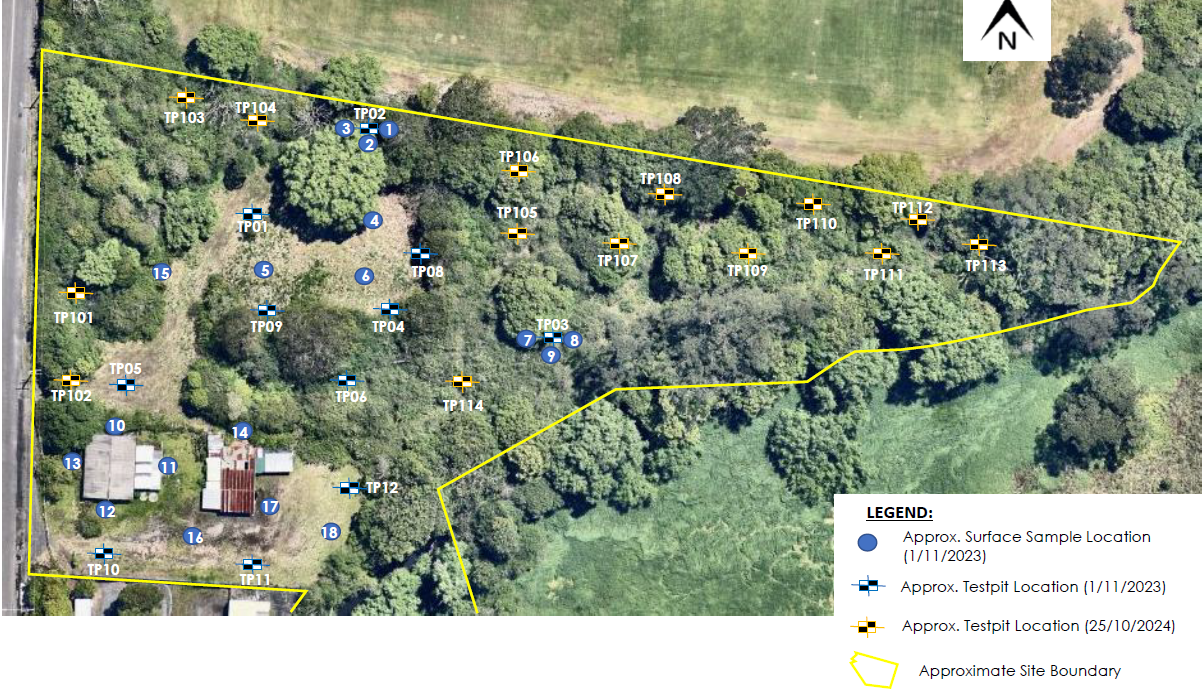 N
TP103
TP104
TP02
3
1
2
TP106
TP108
TP110
TP112
TP01
4
TP105
TP107
TP109
TP111
TP113
15
5
6
TP08
TP101
TP09
TP04
TP03
7
8
9
TP102
TP05
TP06
TP114
10
14
13
11
12
17
TP12
16
18
TP10
TP11
LEGEND:
Approx. Surface Sample Location
(1/11/2023)
Approx. Testpit Location (1/11/2023)
Approx. Testpit Location (25/10/2024)
Approximate Site Boundary